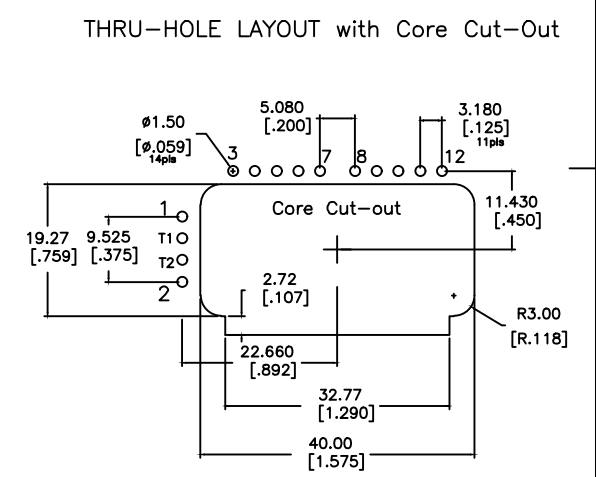 THRU-HOLE LAYOUT with Core Cut-Out
5.080
[.200]
3.180
[.125]
11pls
ø1.50
[ø.059]
14pls
3
7
8
12
11.430
[.450]
Core Cut-out
1
T1
T2
2
19.27
[.759]
9.525
[.375]
2.72
[.107]
R3.00
[R.118]
22.660
[.892]
32.77
[1.290]
40.00
[1.575]